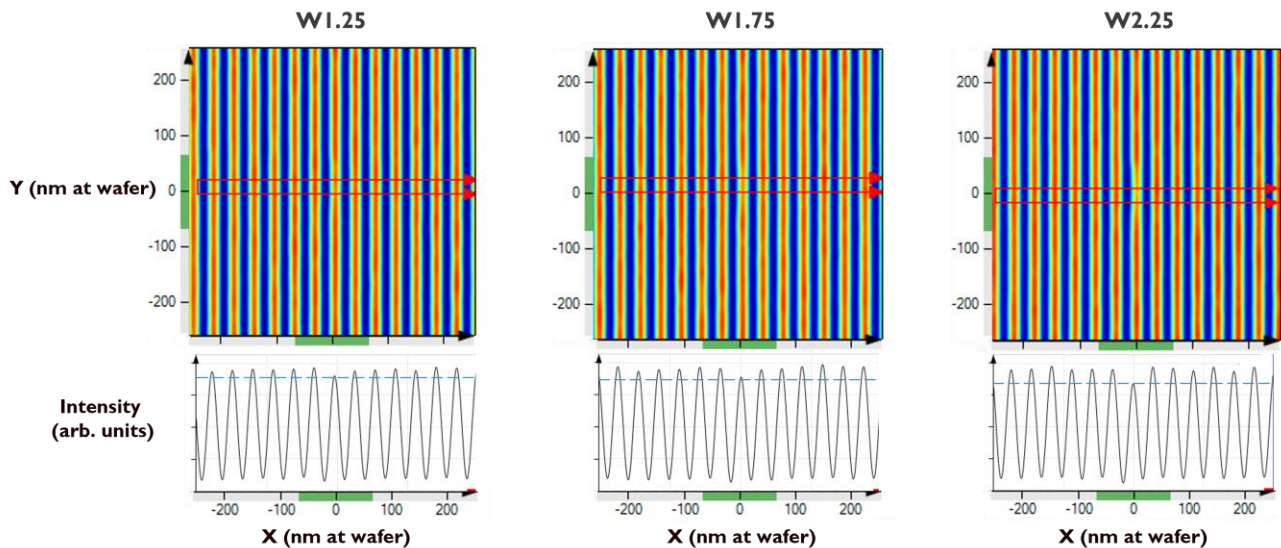 W1.25
W1.75
W2.25
200
100
0
-100
-200
200
100
0
-100
-200
200
100
0
-100
-200
Y (nm at wafer)
Intensity
(arb. units)
-200 -100 0 100 200
-200 -100 0 100 200
-200 -100 0 100 200
X (nm at wafer)
X (nm at wafer)
X (nm at wafer)